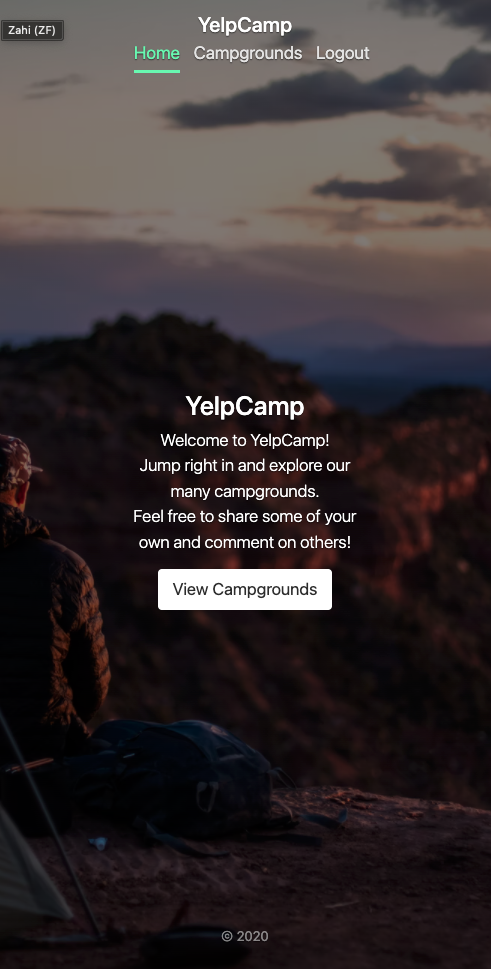 Zahi (ZF)
YelpCamp
Home Campgrounds Logout
YelpCamp
Welcome to YelpCamp!
Jump right in and explore our
many campgrounds.
Feel free to share some of your
own and comment on others!
View Campgrounds
© 2020